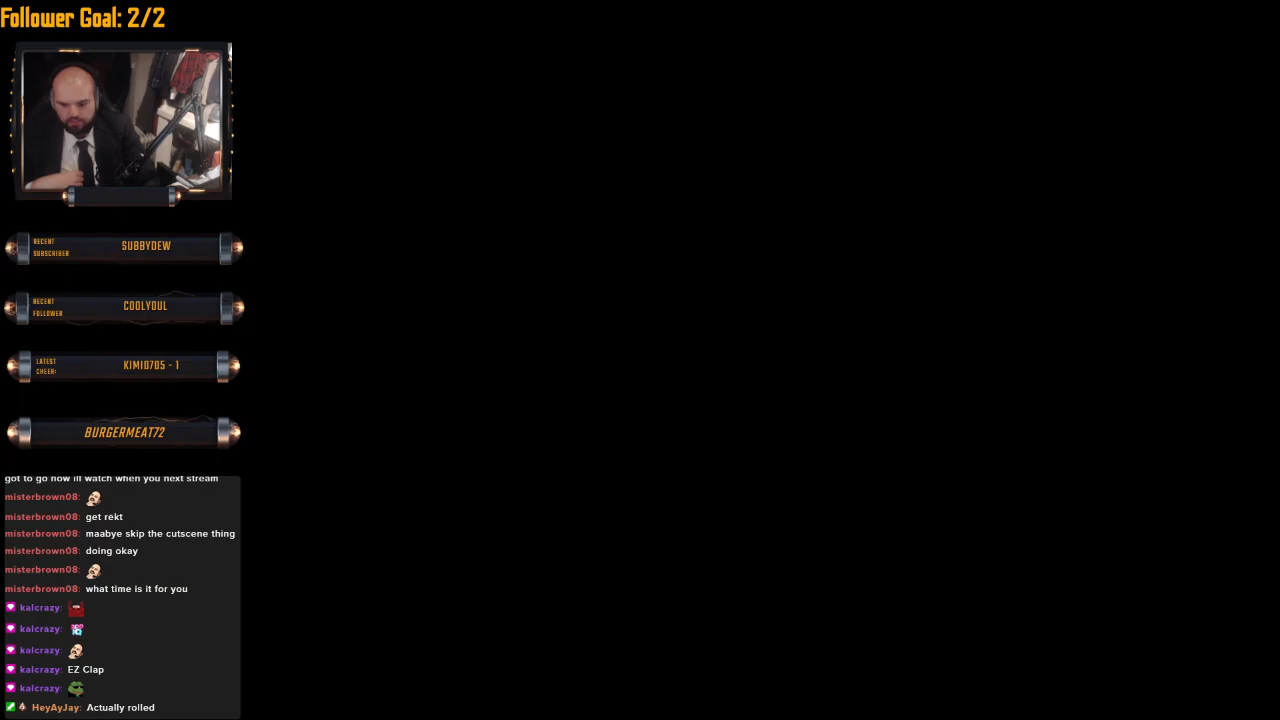 Follower Goal: 2/2
RECENT SUBSCRIBER
SUBBYDEW
RECENT FOLLOWER
COOLYOUL
LATEST CHEER:
KIMI0705 - 1
BURGERMEAT72
got to go now ill watch when you next stream
misterbrown08:
misterbrown08: get rekt
misterbrown08: maabye skip the cutscene thing
misterbrown08: doing okay
misterbrown08:
misterbrown08: what time is it for you
kalcrazy:
kalcrazy:
kalcrazy:
kalcrazy: EZ Clap
kalcrazy:
HeyAyJay: Actually rolled